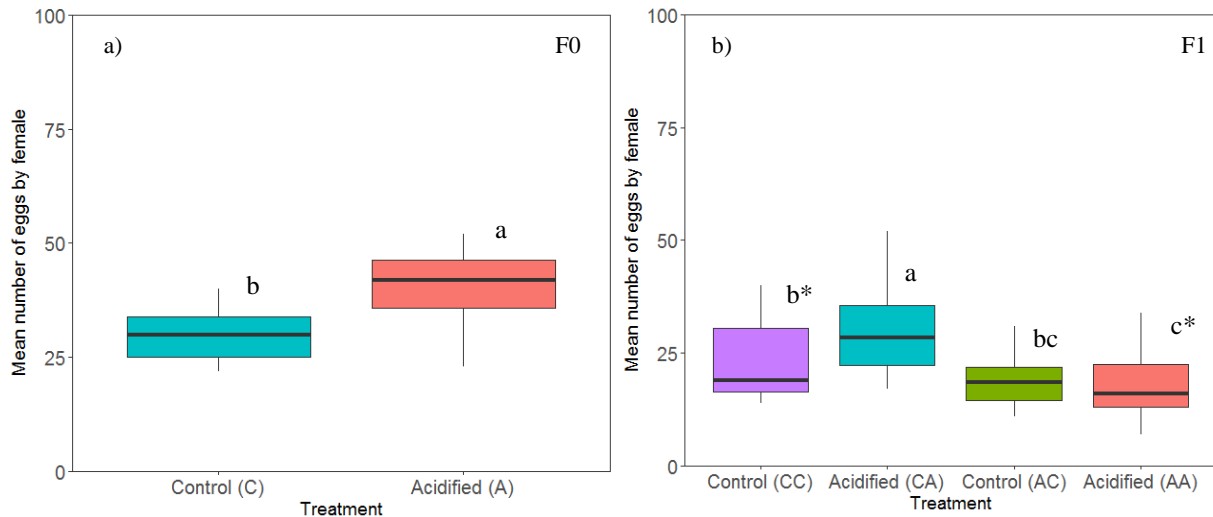 a)
F0
Mean number of eggs by female
100
75
50
25
0
b
a
Control (C)
Acidified (A)
Treatment
b)
F1
Mean number of eggs by female
100
75
50
25
0
b*
a
bc
c*
Control (CC)
Acidified (CA)
Control (AC)
Acidified (AA)
Treatment